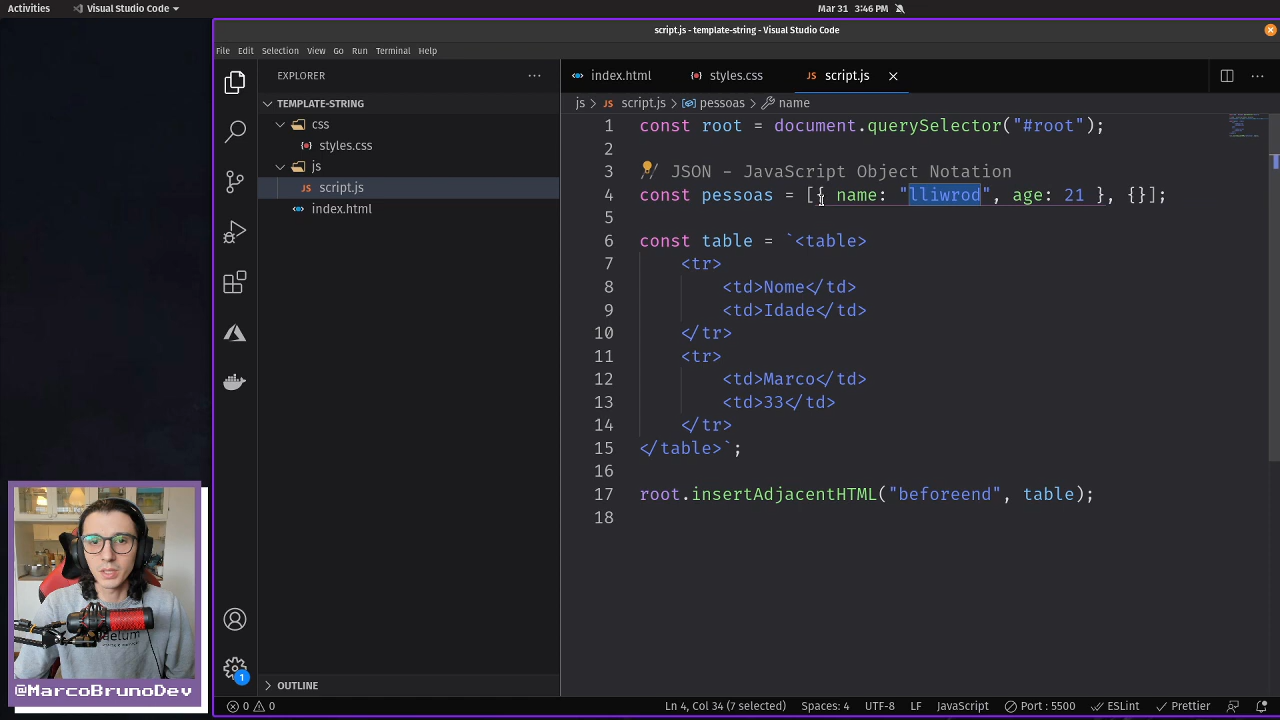 Activities
Visual Studio Code
Mar 31 3:46 PM
script.js - template-string - Visual Studio Code
File Edit Selection View Go Run Terminal Help
EXPLORER
index.html
styles.css
script.js
TEMPLATE-STRING
css
styles.css
js
script.js
index.html
js > script.js > pessoas > name
1 const root = document.querySelector("#root");
2
3 // JSON - JavaScript Object Notation
4 const pessoas = [{ name: "lliwrod", age: 21 }, {}];
5
6 const table = `<table>
7 <tr>
8 <td>Nome</td>
9 <td>Idade</td>
10 </tr>
11 <tr>
12 <td>Marco</td>
13 <td>33</td>
14 </tr>
15 </table>`;
16
17 root.insertAdjacentHTML("beforeend", table);
18
1
@MarcoBrunoDev
OUTLINE
0 0
Ln 4, Col 34 (7 selected) Spaces: 4 UTF-8 LF JavaScript Port : 5500 ESLint Prettier